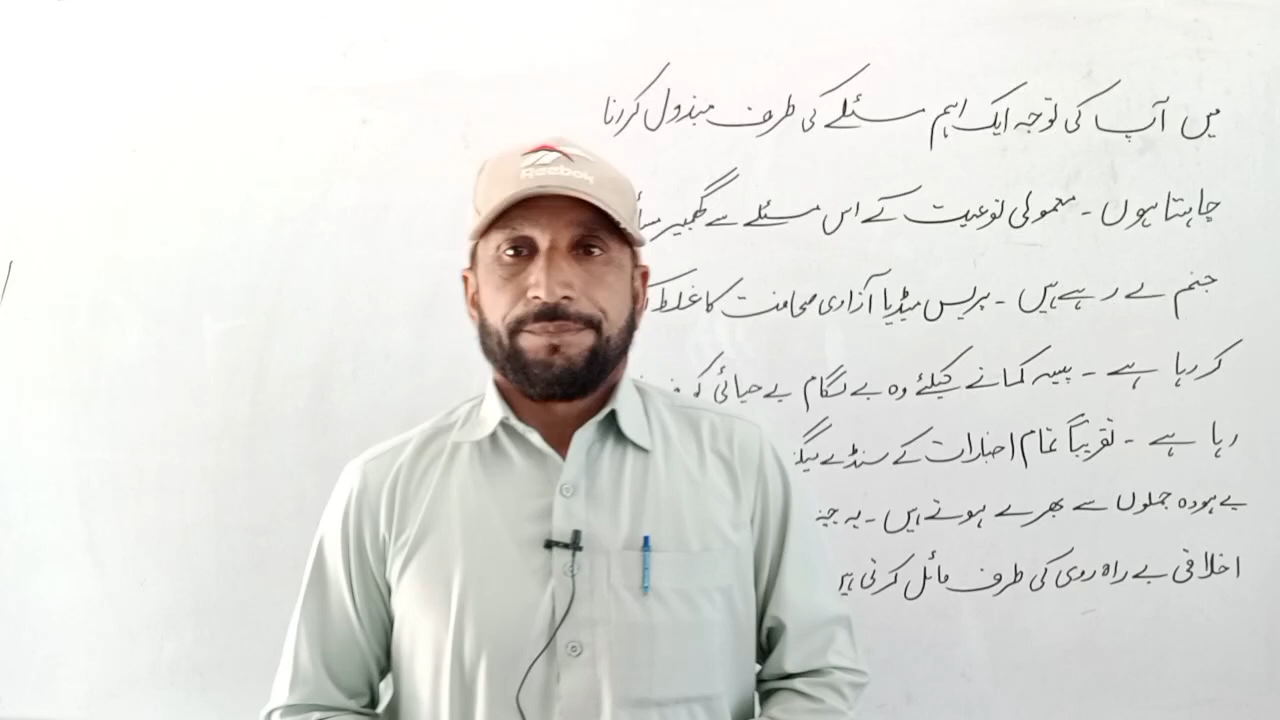 Reebok
میں آپ کی توجہ ایک اہم مسئلے کی طرف مبذول کرانا
چاہتا ہوں ۔ معمولی نوعیت کے اس مسئلے سے گھمبیر
جنم لے رہے ہیں ۔ پریس میڈیا آزادی صحافت کا غلط
کر رہا ہے ۔ پیسہ کمانے کیلئے وہ بے لگام بے حیائی کو
رہا ہے ۔ تقریباً تمام اخبارات کے سنڈے
بے ہودہ جملوں سے بھرے ہوتے ہیں ۔ یہ
اخلاقی بے راہ روی کی طرف مائل کرتی